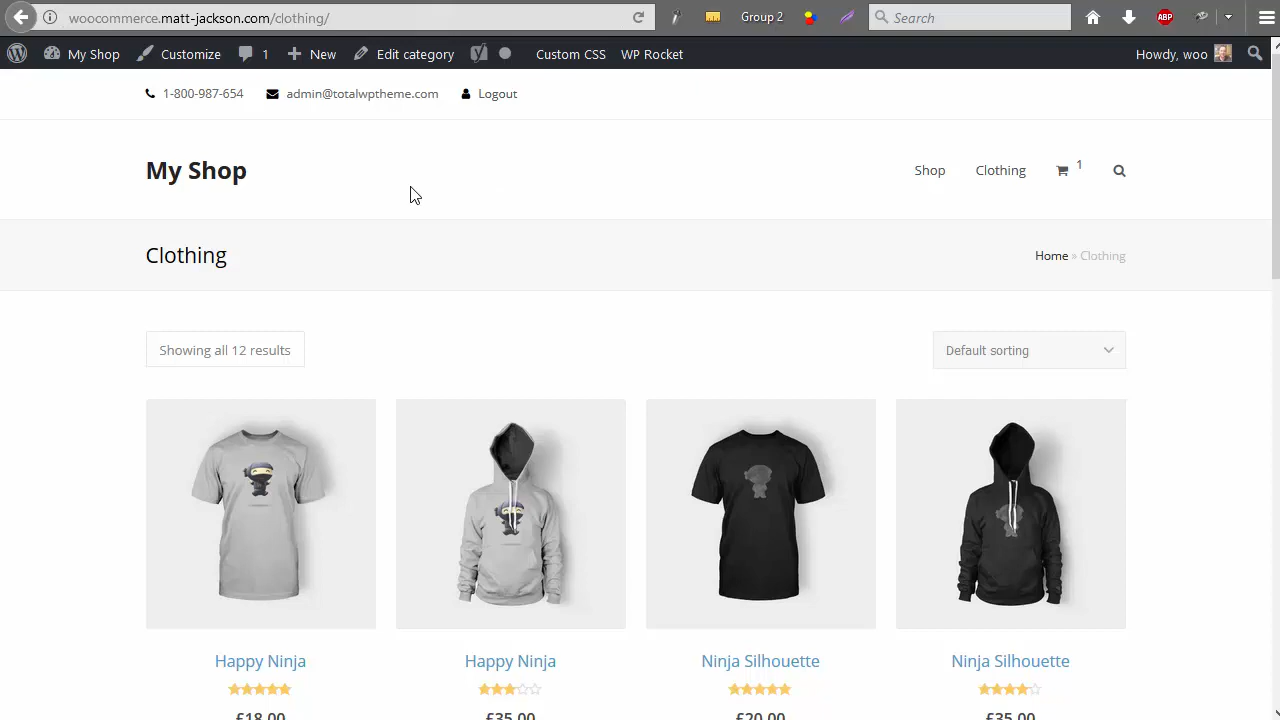 woocommerce.matt-jackson.com/clothing/
Group 2
ABP
Search
My Shop
Customize
1
New
Edit category
Custom CSS
WP Rocket
Howdy, woo
1-800-987-654
admin@totalwptheme.com
Logout
My Shop
Shop
Clothing
1
Clothing
Home » Clothing
Showing all 12 results
Default sorting
Happy Ninja
Happy Ninja
Ninja Silhouette
Ninja Silhouette
£18.00
£35.00
£20.00
£35.00